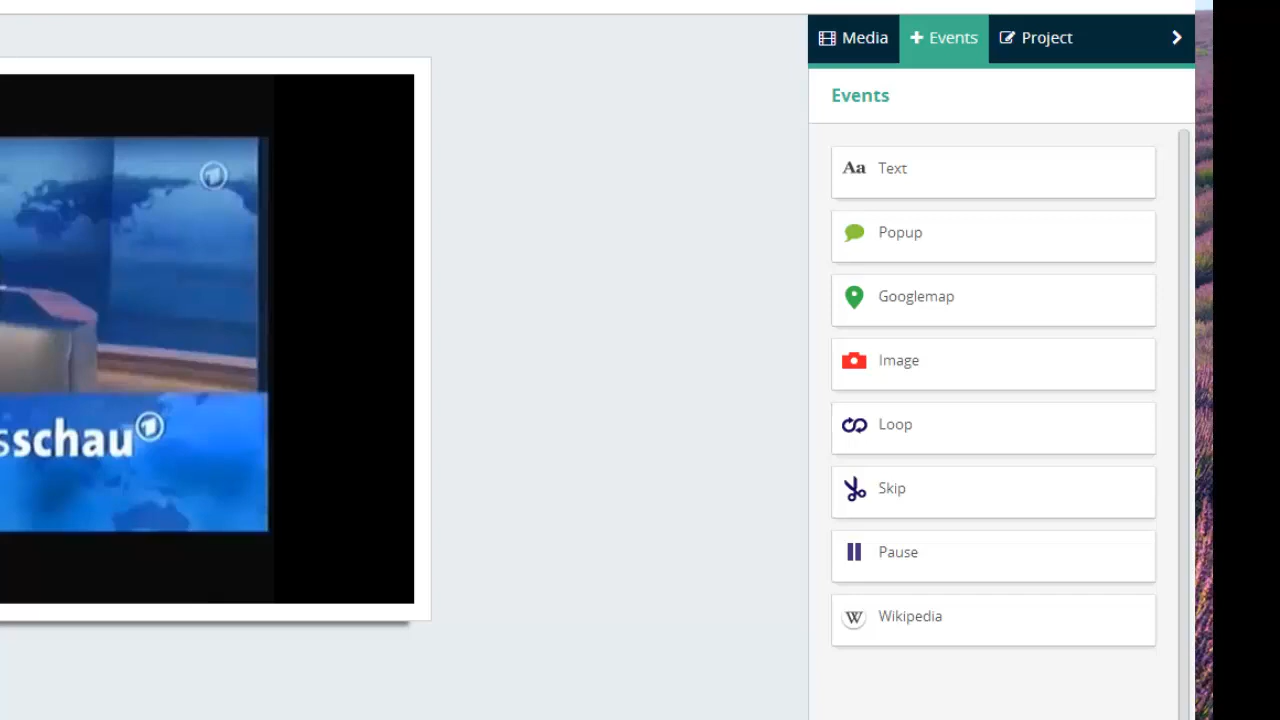 Media
Events
Project
Events
Aa Text
Popup
Googlemap
Image
Loop
Skip
Pause
W Wikipedia
sschau